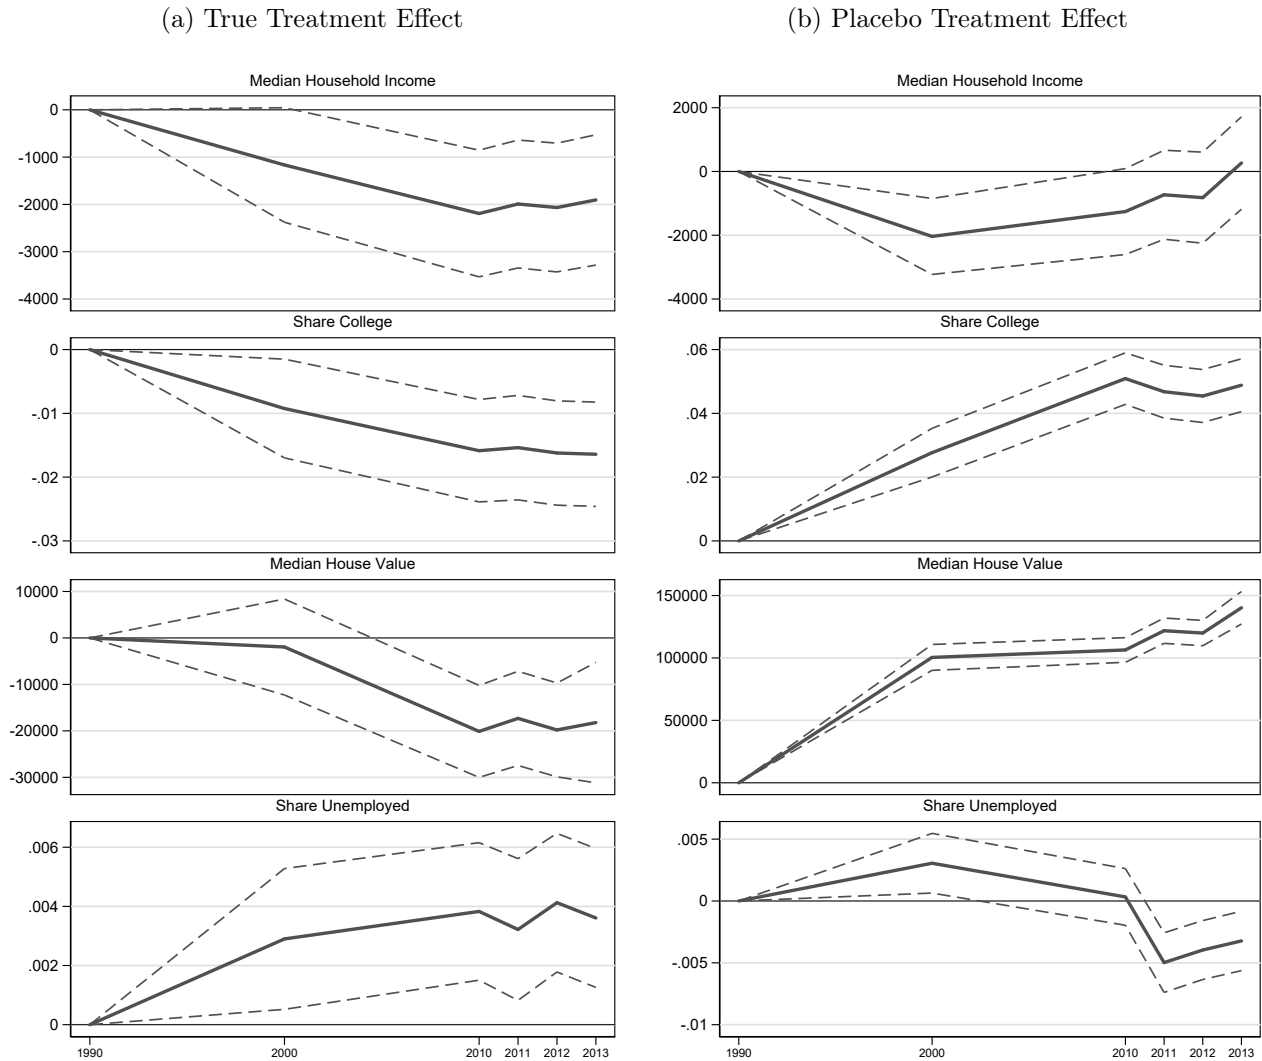 (a) True Treatment Effect
Median Household Income
0
-1000
-2000
-3000
-4000
Share College
0
-.01
-.02
-.03
Median House Value
10000
0
-10000
-20000
-30000
Share Unemployed
.006
.004
.002
0
1990 2000 2010 2011 2012 2013
(b) Placebo Treatment Effect
Median Household Income
2000
0
-2000
-4000
Share College
.06
.04
.02
0
Median House Value
150000
100000
50000
0
Share Unemployed
.005
0
-.005
-.01
1990 2000 2010 2011 2012 2013